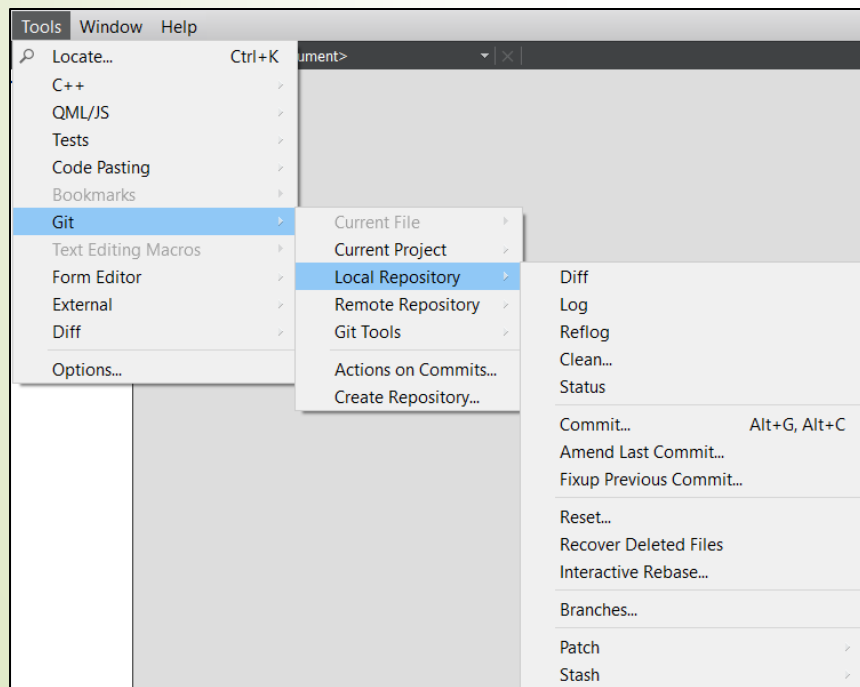 Tools Window Help
Locate... Ctrl+K
ument>
C++
QML/JS
Tests
Code Pasting
Bookmarks
Git
Text Editing Macros
Form Editor
External
Diff
Options...
Current File
Current Project
Local Repository
Remote Repository
Git Tools
Actions on Commits...
Create Repository...
Diff
Log
Reflog
Clean...
Status
Commit... Alt+G, Alt+C
Amend Last Commit...
Fixup Previous Commit...
Reset...
Recover Deleted Files
Interactive Rebase...
Branches...
Patch
Stash